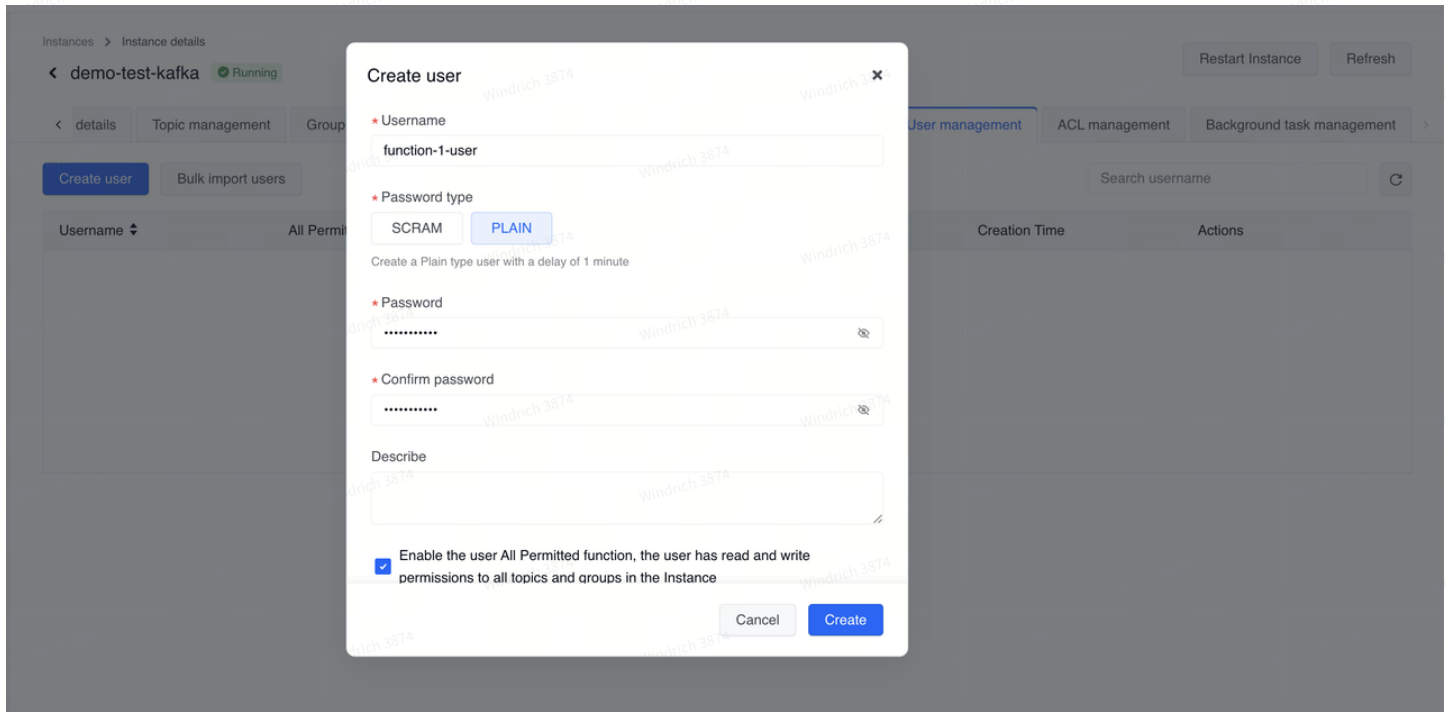 Instances > Instance details
demo-test-kafka Running
Restart Instance Refresh
details Topic management Group
User management ACL management Background task management
Create user Bulk import users
Search username
Username All Permit
Creation Time Actions
Create user
* Username
function-1-user
* Password type
SCRAM PLAIN
Create a Plain type user with a delay of 1 minute
* Password
•••••••••••
* Confirm password
•••••••••••
Describe
Enable the user All Permitted function, the user has read and write
permissions to all topics and groups in the Instance
Cancel Create
Windrich 3874